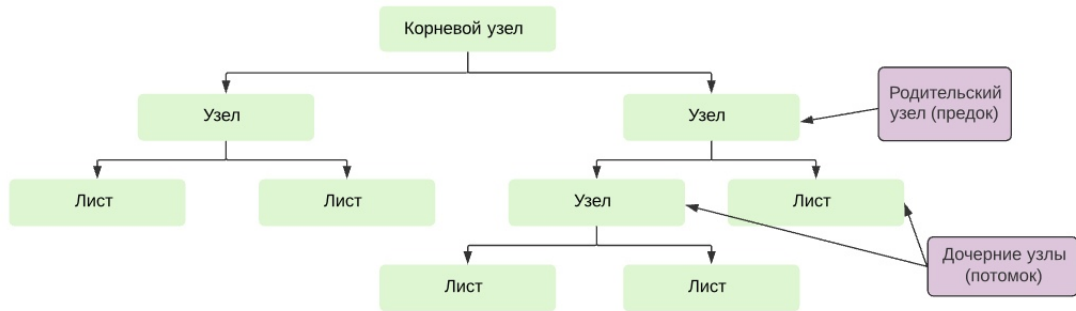 Корневой узел
Узел
Узел
Родительский
узел (предок)
Лист
Лист
Узел
Лист
Дочерние узлы
(потомок)
Лист
Лист